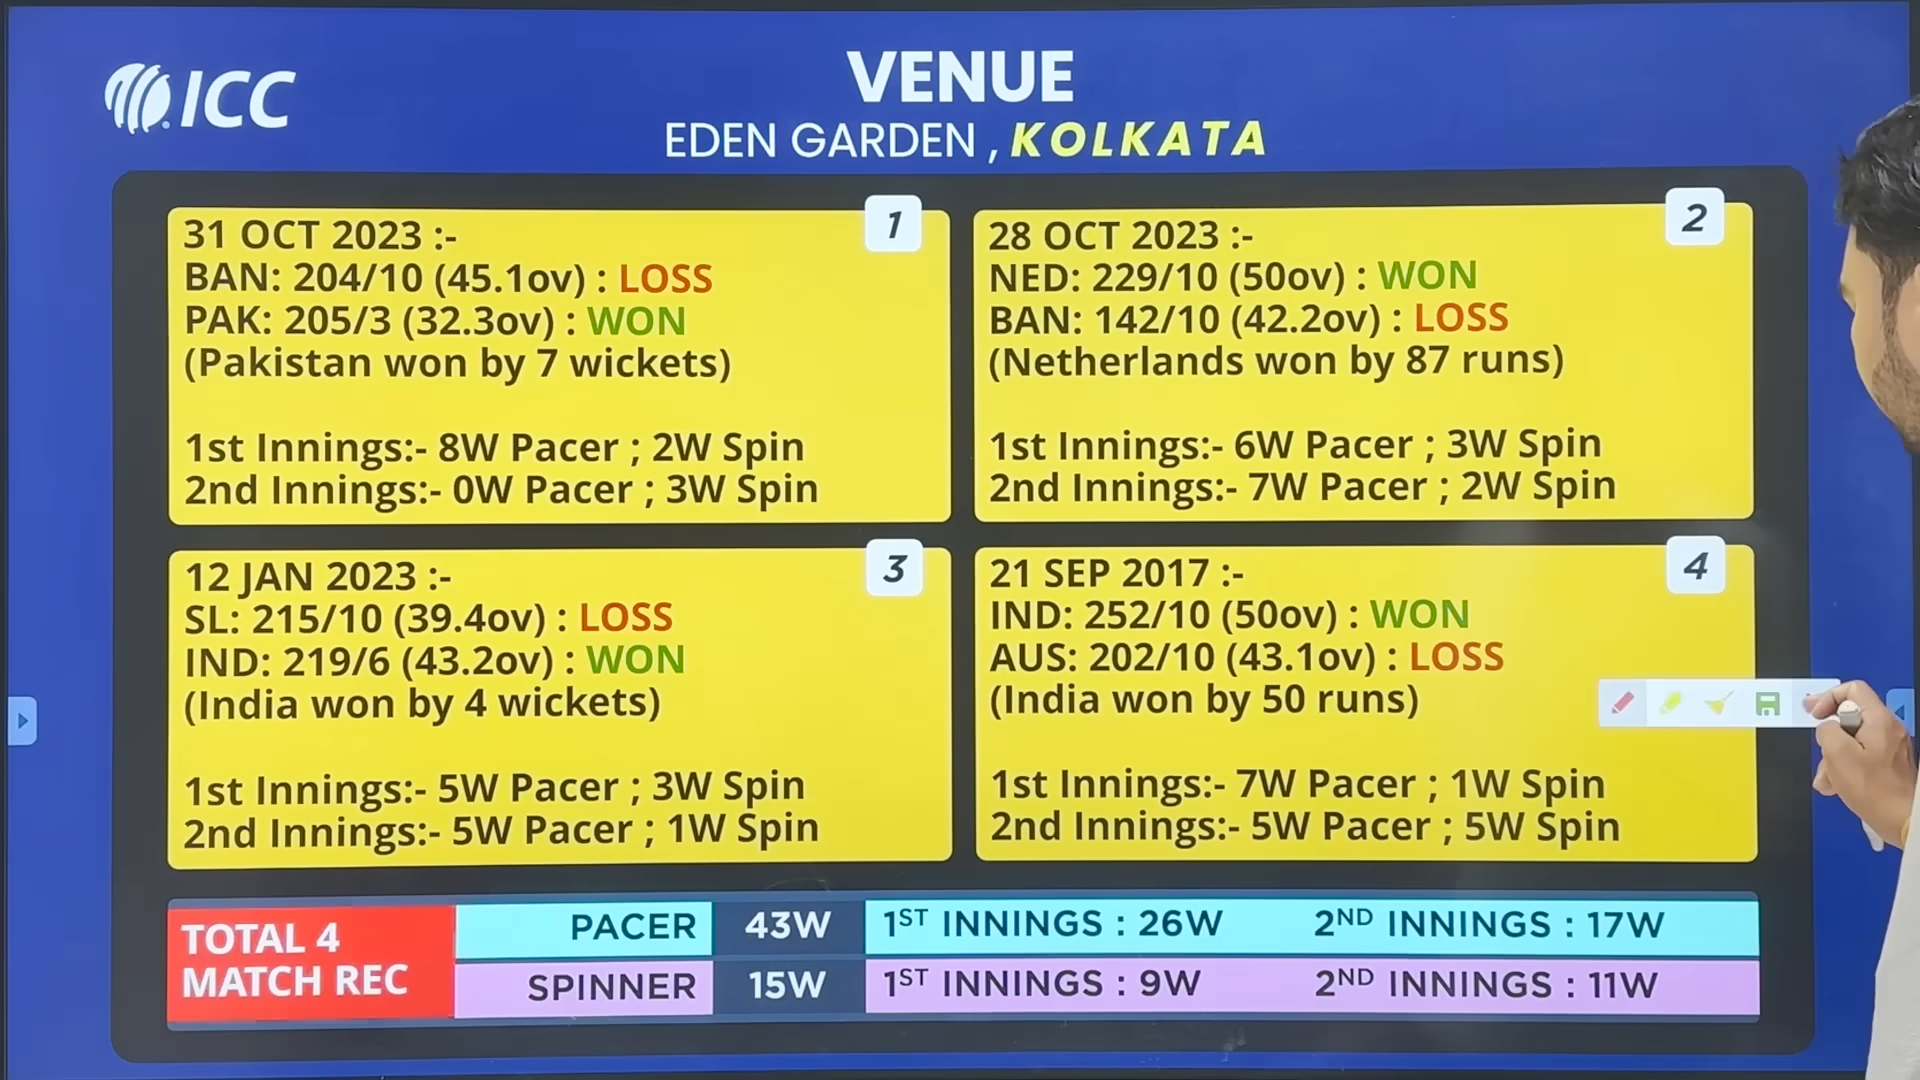 ICC
VENUE
EDEN GARDEN , KOLKATA
1
31 OCT 2023 :-
BAN: 204/10 (45.1ov) : LOSS
PAK: 205/3 (32.3ov) : WON
(Pakistan won by 7 wickets)
1st Innings:- 8W Pacer ; 2W Spin
2nd Innings:- 0W Pacer ; 3W Spin
2
28 OCT 2023 :-
NED: 229/10 (50ov) : WON
BAN: 142/10 (42.2ov) : LOSS
(Netherlands won by 87 runs)
1st Innings:- 6W Pacer ; 3W Spin
2nd Innings:- 7W Pacer ; 2W Spin
3
12 JAN 2023 :-
SL: 215/10 (39.4ov) : LOSS
IND: 219/6 (43.2ov) : WON
(India won by 4 wickets)
1st Innings:- 5W Pacer ; 3W Spin
2nd Innings:- 5W Pacer ; 1W Spin
4
21 SEP 2017 :-
IND: 252/10 (50ov) : WON
AUS: 202/10 (43.1ov) : LOSS
(India won by 50 runs)
1st Innings:- 7W Pacer ; 1W Spin
2nd Innings:- 5W Pacer ; 5W Spin
TOTAL 4
MATCH REC
PACER 43W 1ST INNINGS : 26W 2ND INNINGS : 17W
SPINNER 15W 1ST INNINGS : 9W 2ND INNINGS : 11W